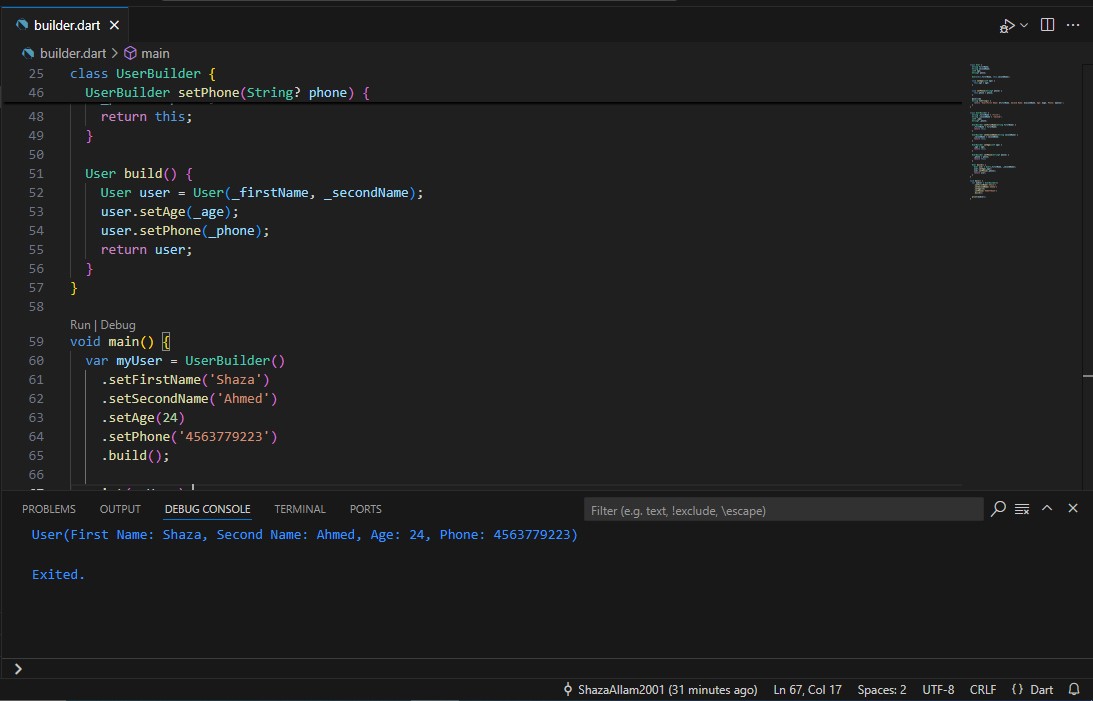 builder.dart
builder.dart > main
25 class UserBuilder {
46 UserBuilder setPhone(String? phone) {
48 return this;
49 }
50
51 User build() {
52 User user = User(_firstName, _secondName);
53 user.setAge(_age);
54 user.setPhone(_phone);
55 return user;
56 }
57 }
58
Run | Debug
59 void main() {
60 var myUser = UserBuilder()
61 .setFirstName('Shaza')
62 .setSecondName('Ahmed')
63 .setAge(24)
64 .setPhone('4563779223')
65 .build();
66
PROBLEMS OUTPUT DEBUG CONSOLE TERMINAL PORTS Filter (e.g. text, !exclude, \escape)
User(First Name: Shaza, Second Name: Ahmed, Age: 24, Phone: 4563779223)
Exited.
>
ShazaAllam2001 (31 minutes ago) Ln 67, Col 17 Spaces: 2 UTF-8 CRLF {} Dart